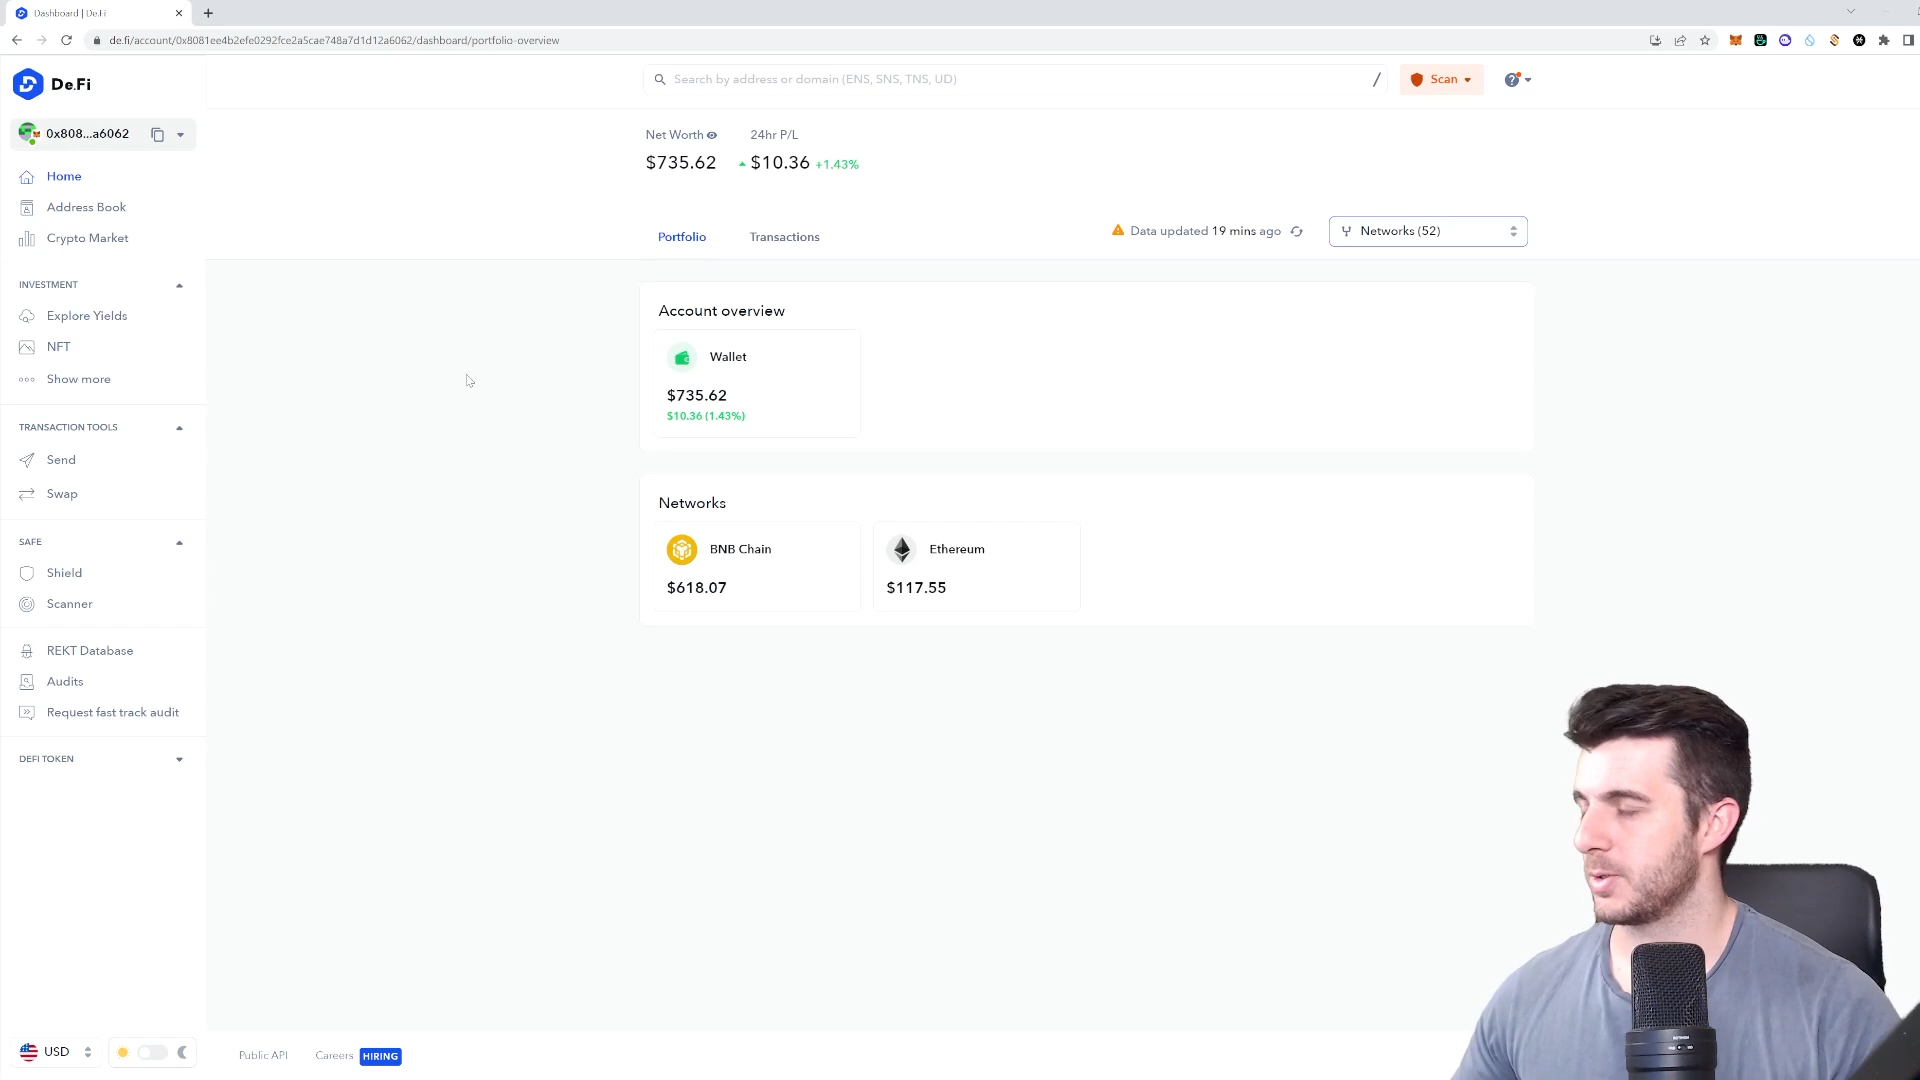 Dashboard | De.Fi
de.fi/account/0x8081ee4b2efe0292fce2a5cae748a7d1d12a6062/dashboard/portfolio-overview
De.Fi
Search by address or domain (ENS, SNS, TNS, UD)
/
Scan
0x808...a6062
Net Worth
24hr P/L
$735.62
$10.36 +1.43%
Home
Address Book
Crypto Market
Portfolio
Transactions
Data updated 19 mins ago
Networks (52)
INVESTMENT
Explore Yields
NFT
Show more
Account overview
Wallet
$735.62
$10.36 (1.43%)
TRANSACTION TOOLS
Send
Swap
Networks
BNB Chain
$618.07
Ethereum
$117.55
SAFE
Shield
Scanner
REKT Database
Audits
Request fast track audit
DEFI TOKEN
USD
Public API
Careers
HIRING